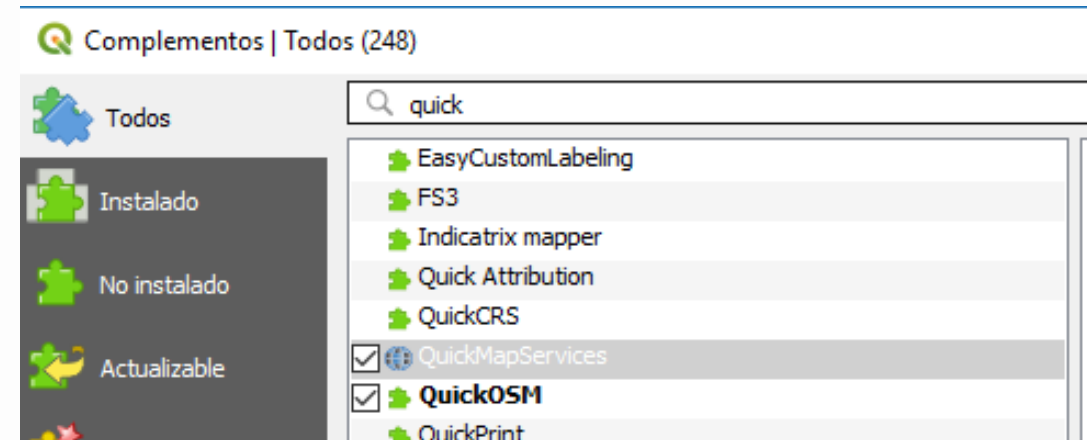 Complementos | Todos (248)
Todos
Instalado
No instalado
Actualizable
quick
EasyCustomLabeling
FS3
Indicatrix mapper
Quick Attribution
QuickCRS
QuickMapServices
QuickOSM
QuickPrint